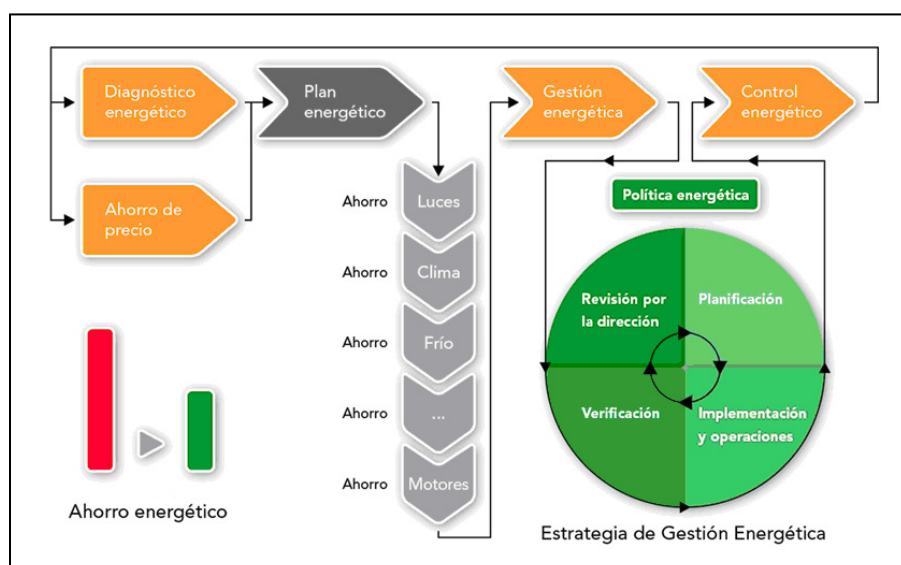 Diagnóstico
energético
Plan
energético
Gestión
energética
Control
energético
Ahorro de
precio
Ahorro
Luces
Ahorro
Clima
Ahorro
Frío
Ahorro
...
Ahorro
Motores
Política energética
Revisión por
la dirección
Planificación
Verificación
Implementación
y operaciones
Ahorro energético
Estrategia de Gestión Energética